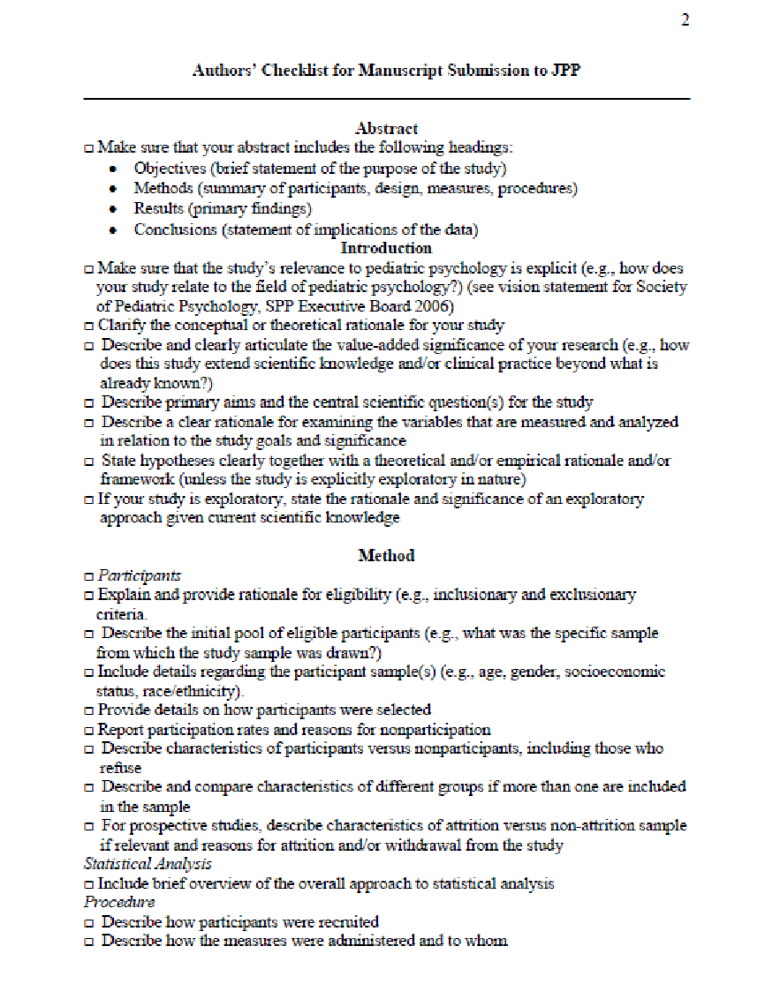 2
Authors' Checklist for Manuscript Submission to JPP
Abstract
□ Make sure that your abstract includes the following headings:
• Objectives (brief statement of the purpose of the study)
• Methods (summary of participants, design, measures, procedures)
• Results (primary findings)
• Conclusions (statement of implications of the data)
Introduction
□ Make sure that the study's relevance to pediatric psychology is explicit (e.g., how does
your study relate to the field of pediatric psychology?) (see vision statement for Society
of Pediatric Psychology, SPP Executive Board 2006)
□ Clarify the conceptual or theoretical rationale for your study
□ Describe and clearly articulate the value-added significance of your research (e.g., how
does this study extend scientific knowledge and/or clinical practice beyond what is
already known?)
□ Describe primary aims and the central scientific question(s) for the study
□ Describe a clear rationale for examining the variables that are measured and analyzed
in relation to the study goals and significance
□ State hypotheses clearly together with a theoretical and/or empirical rationale and/or
framework (unless the study is explicitly exploratory in nature)
□ If your study is exploratory, state the rationale and significance of an exploratory
approach given current scientific knowledge
Method
□ Participants
□ Explain and provide rationale for eligibility (e.g., inclusionary and exclusionary
criteria.
□ Describe the initial pool of eligible participants (e.g., what was the specific sample
from which the study sample was drawn?)
□ Include details regarding the participant sample(s) (e.g., age, gender, socioeconomic
status, race/ethnicity).
□ Provide details on how participants were selected
□ Report participation rates and reasons for nonparticipation
□ Describe characteristics of participants versus nonparticipants, including those who
refuse
□ Describe and compare characteristics of different groups if more than one are included
in the sample
□ For prospective studies, describe characteristics of attrition versus non-attrition sample
if relevant and reasons for attrition and/or withdrawal from the study
Statistical Analysis
□ Include brief overview of the overall approach to statistical analysis
Procedure
□ Describe how participants were recruited
□ Describe how the measures were administered and to whom